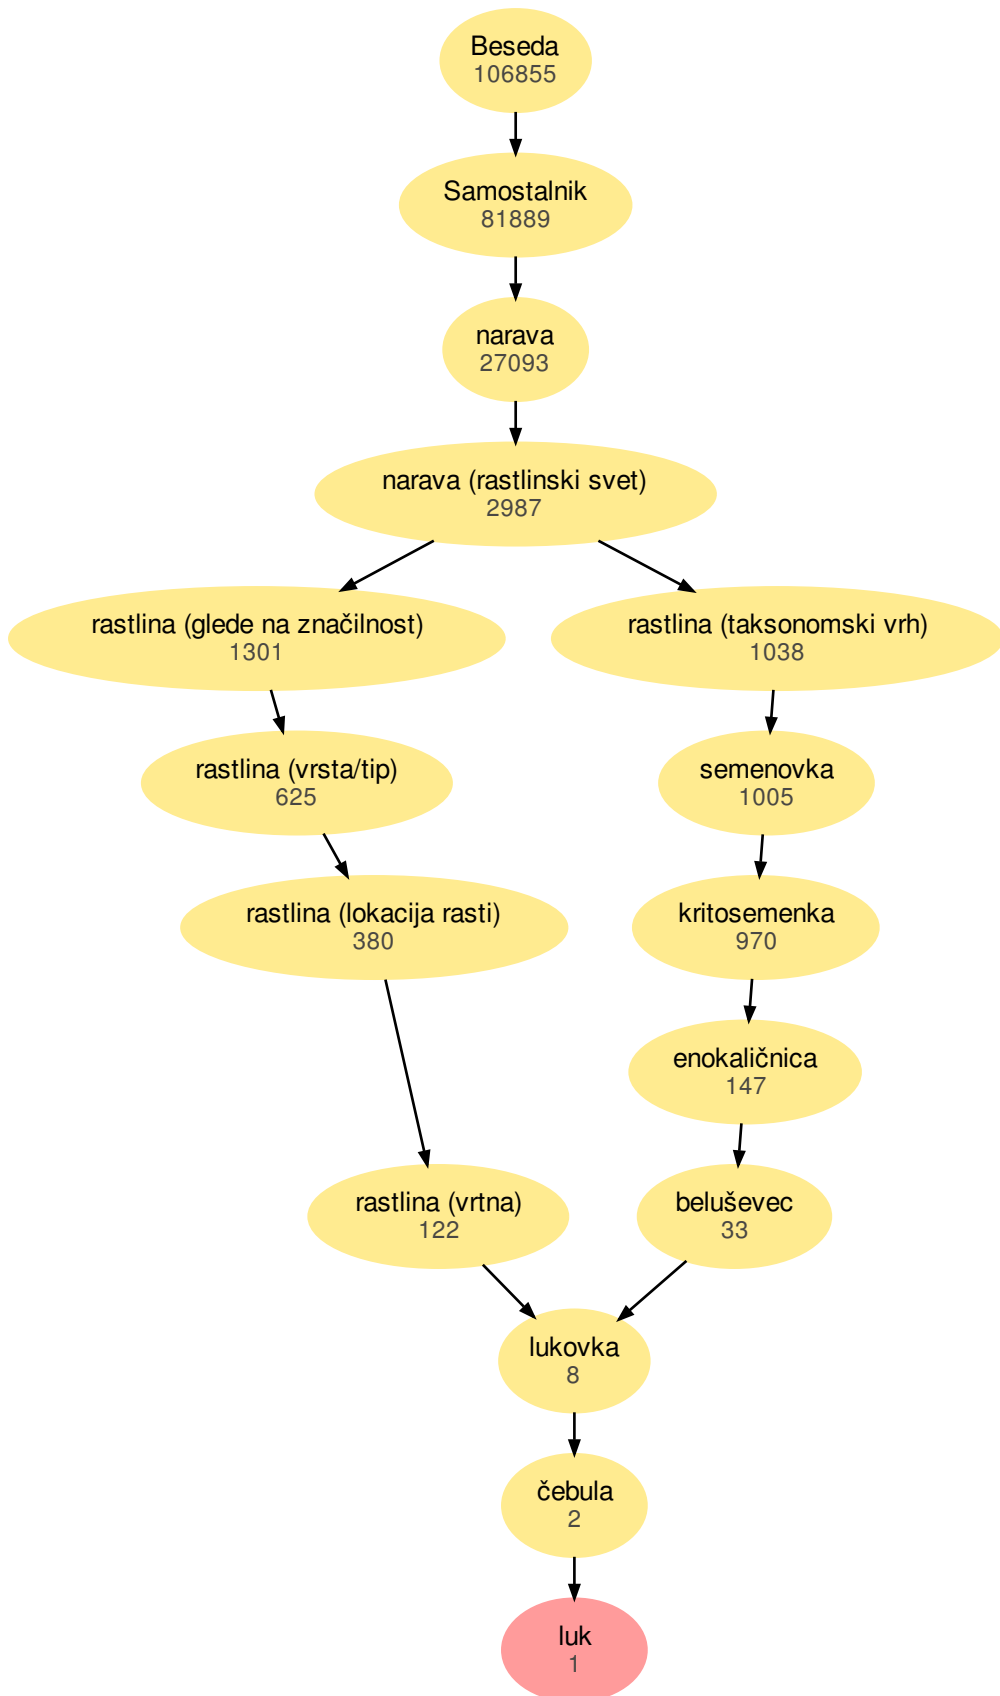 Beseda
106855
Samostalnik
81889
narava
27093
narava (rastlinski svet)
2987
rastlina (glede na značilnost)
1301
rastlina (taksonomski vrh)
1038
rastlina (vrsta/tip)
625
semenovka
1005
rastlina (lokacija rasti)
380
kritosemenka
970
enokaličnica
147
rastlina (vrtna)
122
beluševec
33
lukovka
8
čebula
2
luk
1